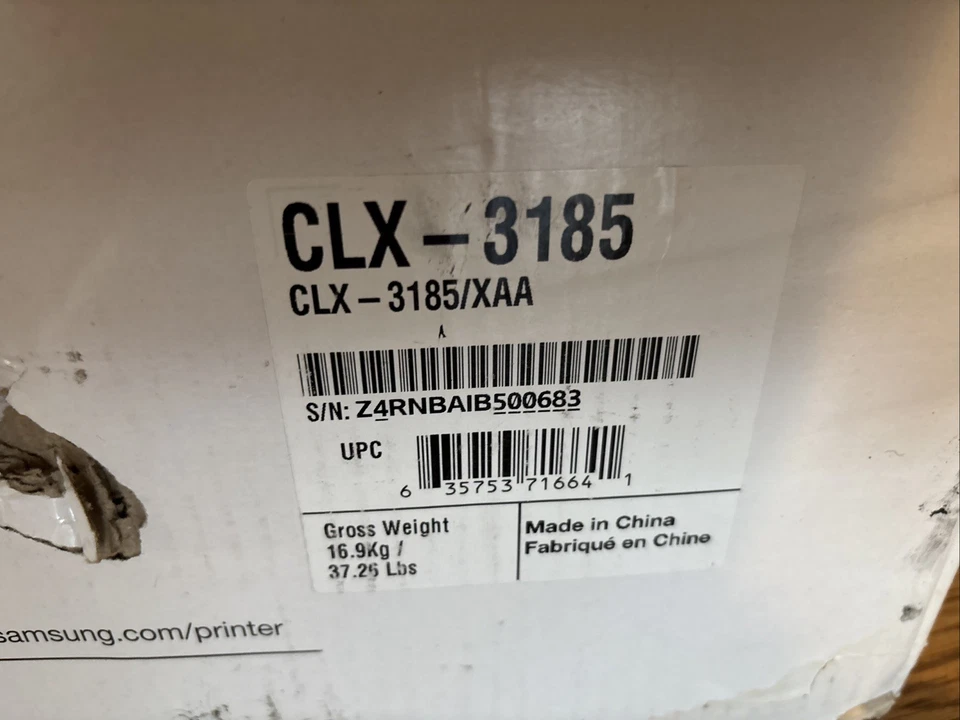 CLX – 3185
CLX – 3185/XAA
S/N: Z4RNBAIB500683
UPC
6 35753 71664 1
Gross Weight
16.9Kg /
37.25 Lbs
Made in China
Fabriqué en Chine
samsung.com/printer